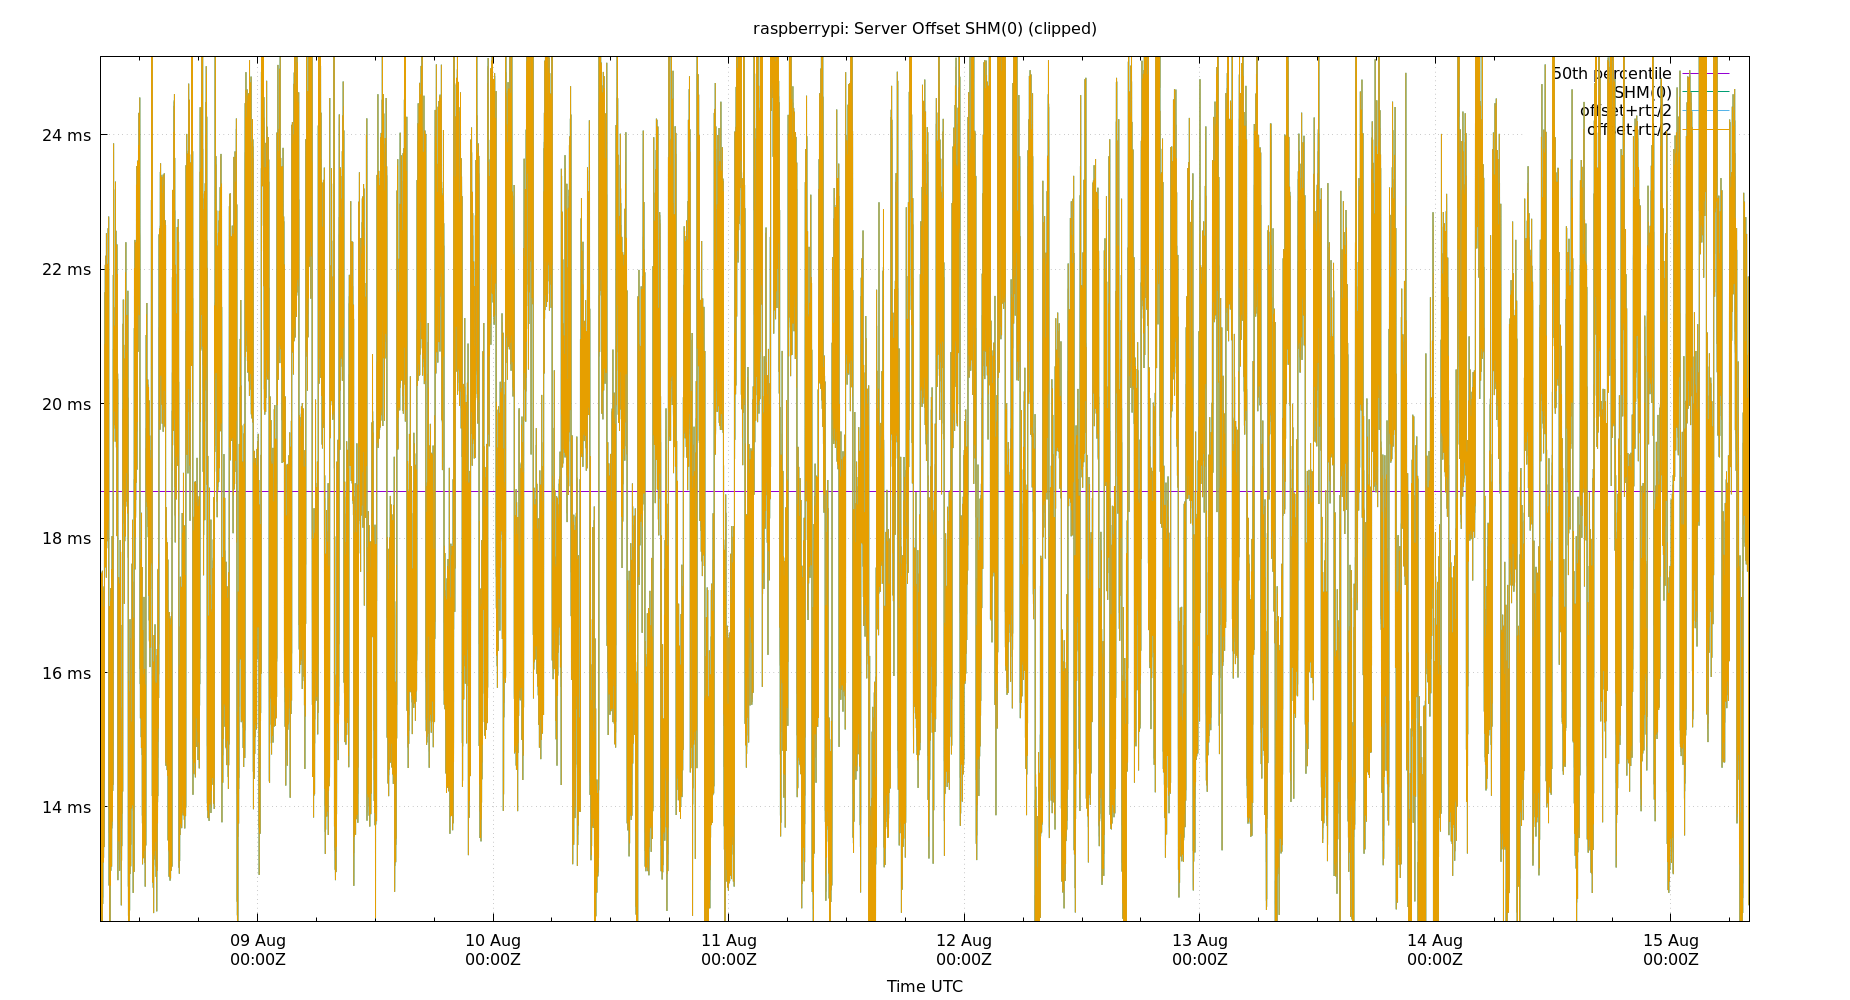 raspberrypi: Server Offset SHM(0) (clipped)
50th percentile
SHM(0)
offset+rtt/2
offset-rtt/2
24 ms
22 ms
20 ms
18 ms
16 ms
14 ms
09 Aug 10 Aug 11 Aug 12 Aug 13 Aug 14 Aug 15 Aug
00:00Z 00:00Z 00:00Z 00:00Z 00:00Z 00:00Z 00:00Z
Time UTC